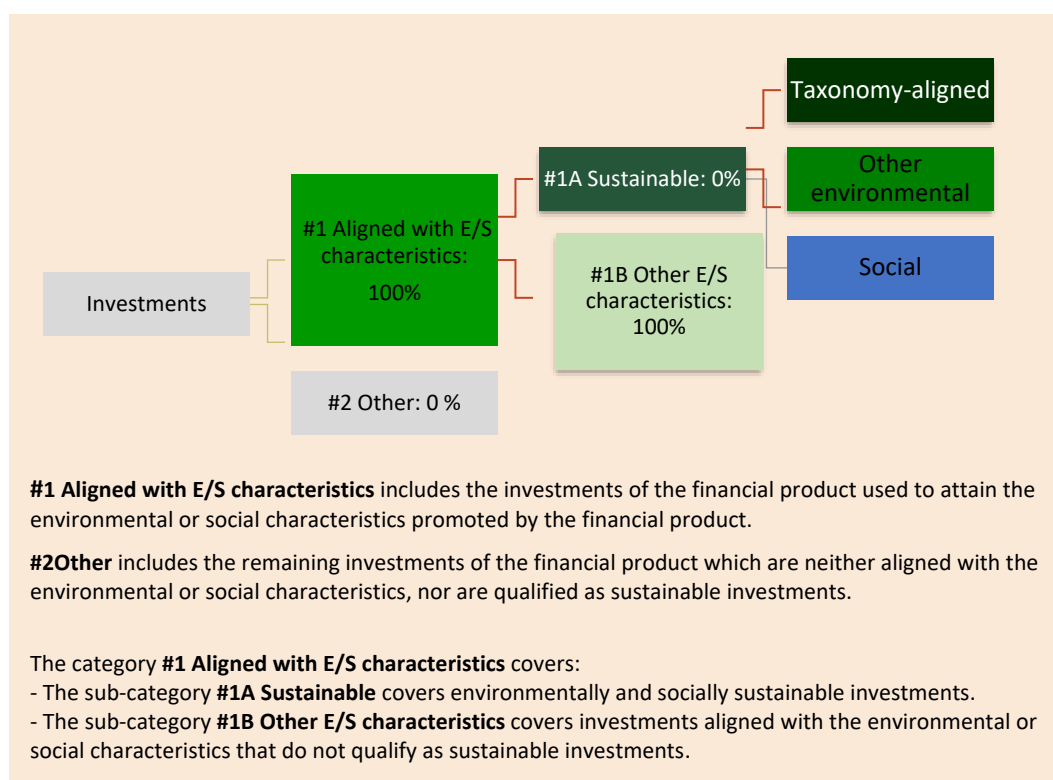 Taxonomy-aligned
#1A Sustainable: 0%
Other
environmental
#1 Aligned with E/S
characteristics:
100%
#1B Other E/S
characteristics:
100%
Social
Investments
#2 Other: 0 %
#1 Aligned with E/S characteristics includes the investments of the financial product used to attain the
environmental or social characteristics promoted by the financial product.
#2Other includes the remaining investments of the financial product which are neither aligned with the
environmental or social characteristics, nor are qualified as sustainable investments.
The category #1 Aligned with E/S characteristics covers:
- The sub-category #1A Sustainable covers environmentally and socially sustainable investments.
- The sub-category #1B Other E/S characteristics covers investments aligned with the environmental or
social characteristics that do not qualify as sustainable investments.